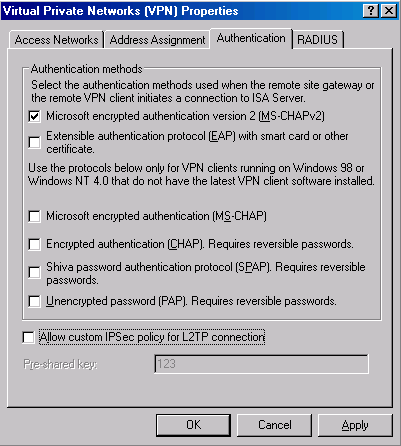 Virtual Private Networks (VPN) Properties
Access Networks Address Assignment Authentication RADIUS
Authentication methods
Select the authentication methods used when the remote site gateway or
the remote VPN client initiates a connection to ISA Server.
Microsoft encrypted authentication version 2 (MS-CHAPv2)
Extensible authentication protocol (EAP) with smart card or other
certificate.
Use the protocols below only for VPN clients running on Windows 98 or
Windows NT 4.0 that do not have the latest VPN client software installed.
Microsoft encrypted authentication (MS-CHAP)
Encrypted authentication (CHAP). Requires reversible passwords.
Shiva password authentication protocol (SPAP). Requires reversible
passwords.
Unencrypted password (PAP). Requires reversible passwords.
Allow custom IPSec policy for L2TP connection
Pre-shared key: 123
OK Cancel Apply